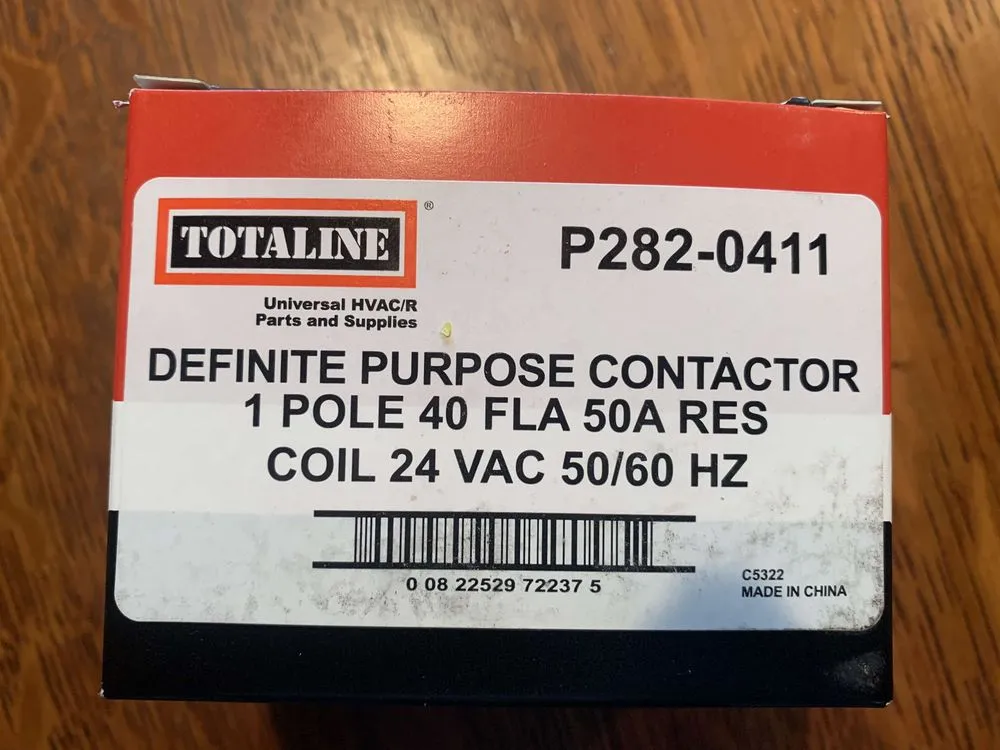 TOTALINE
®
P282-0411
Universal HVAC/R
Parts and Supplies
DEFINITE PURPOSE CONTACTOR
1 POLE 40 FLA 50A RES
COIL 24 VAC 50/60 HZ
0 08 22529 72237 5
C5322
MADE IN CHINA